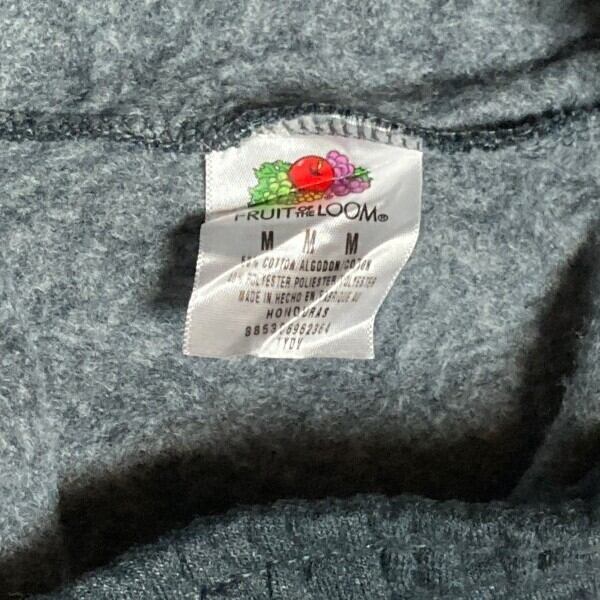 FRUIT OF THE LOOM®
M M M
COTTON/ALGODON/COTON
POLYESTER POLIESTER POLYESTER
MADE IN HECHO EN FABRIQUE AU
HONDURAS